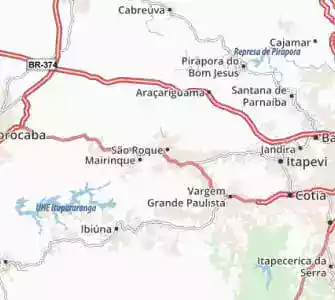 Cabreúva
Cajamar
Represa de Pirapora
BR-374
Pirapora do
Bom Jesus
Araçariguama
Santana de
Parnaíba
orocaba
São Roque
Mairinque
Jandira
Ba
Itapevi
Vargem
Grande Paulista
Cotia
UHE Itupararanga
Ibiúna
Itapecerica da
Serra